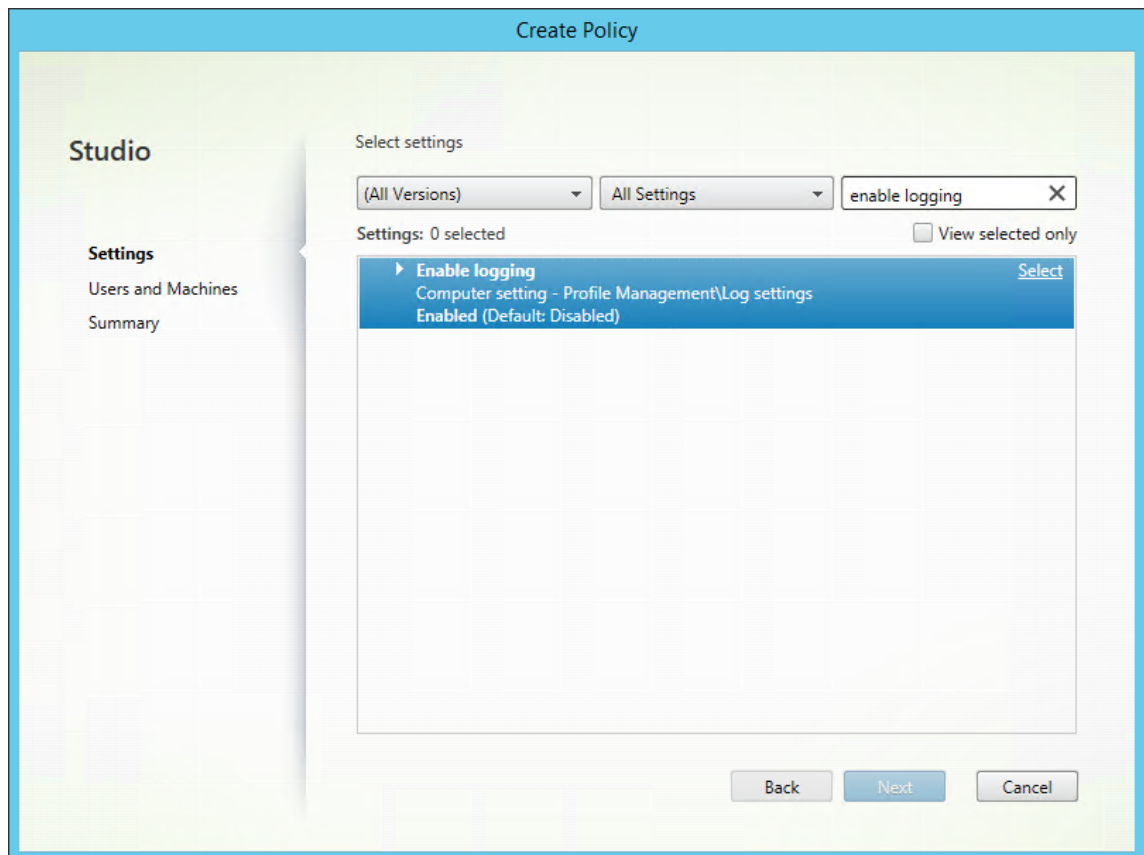 Create Policy
Studio
Settings
Users and Machines
Summary
Select settings
(All Versions)
All Settings
enable logging
Settings: 0 selected
View selected only
Enable logging
Select
Computer setting - Profile Management\Log settings
Enabled (Default: Disabled)
Back
Next
Cancel